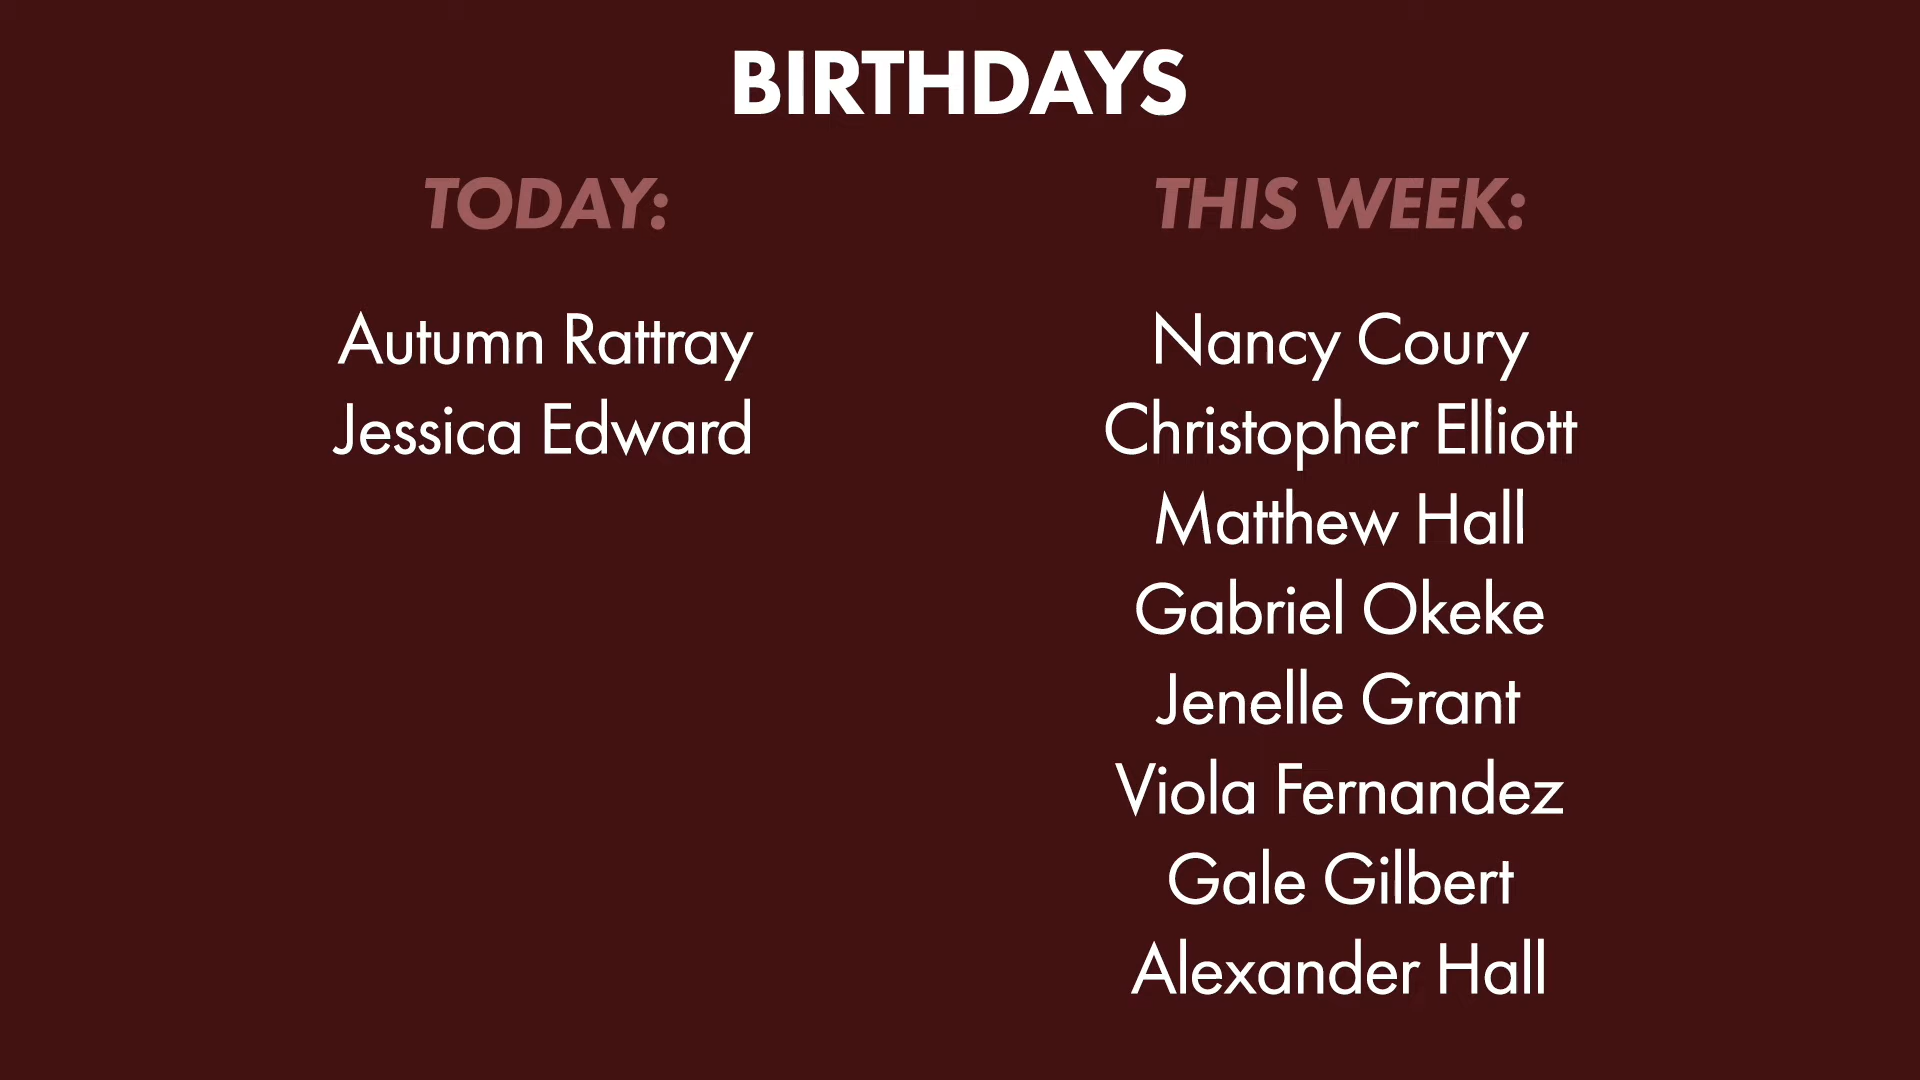 BIRTHDAYS
TODAY:
Autumn Rattray
Jessica Edward
THIS WEEK:
Nancy Coury
Christopher Elliott
Matthew Hall
Gabriel Okeke
Jenelle Grant
Viola Fernandez
Gale Gilbert
Alexander Hall